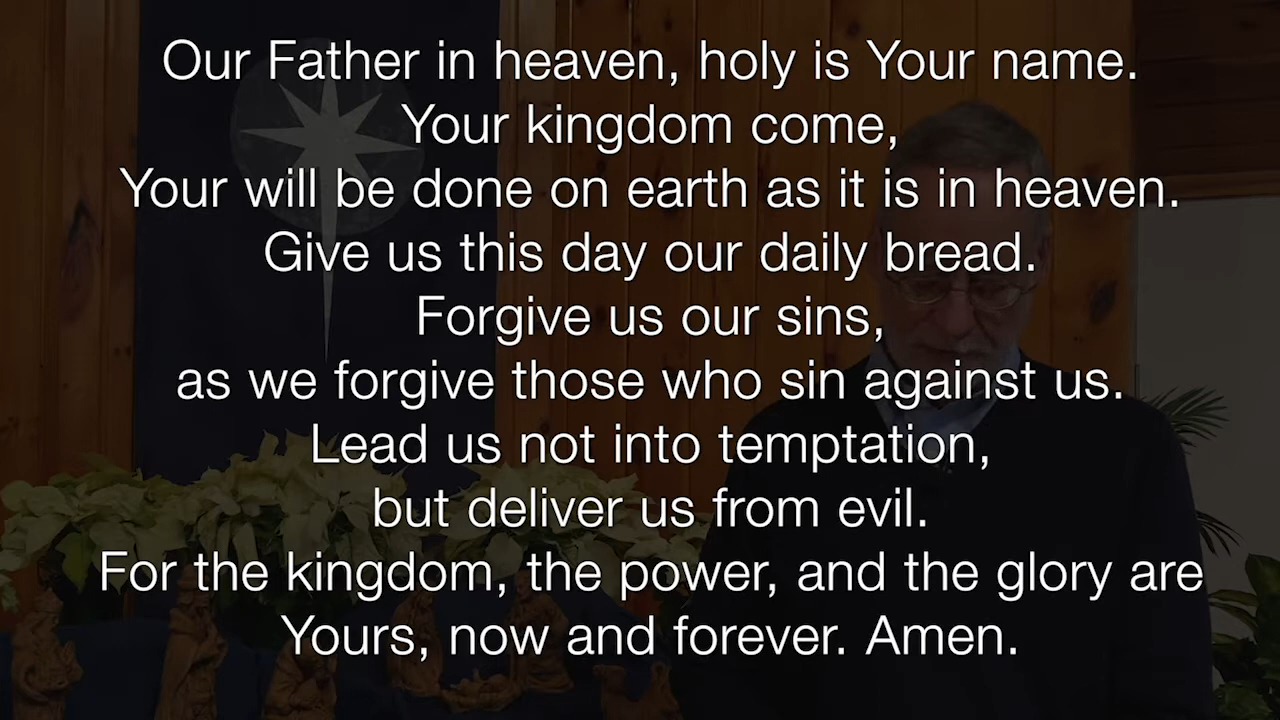 Our Father in heaven, holy is Your name.
Your kingdom come,
Your will be done on earth as it is in heaven.
Give us this day our daily bread.
Forgive us our sins,
as we forgive those who sin against us.
Lead us not into temptation,
but deliver us from evil.
For the kingdom, the power, and the glory are
Yours, now and forever. Amen.